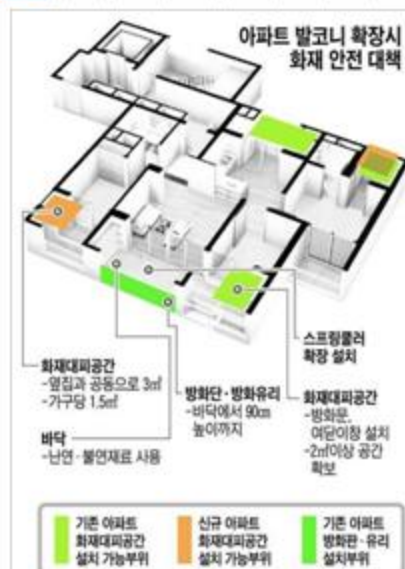 아파트 발코니 확장시
화재 안전 대책
스프링쿨러
확장 설치
화재대피공간
-옆집과 공동으로 3㎡
-가구당 1.5㎡
방화단·방화유리
-바닥에서 90㎝
높이까지
화재대피공간
-방화문,
여닫이창 설치
-2㎡이상 공간
확보
바닥
-난연·불연재료 사용
기존 아파트
화재대피공간
설치 가능부위
신규 아파트
화재대피공간
설치 가능부위
기존 아파트
방화판·유리
설치부위